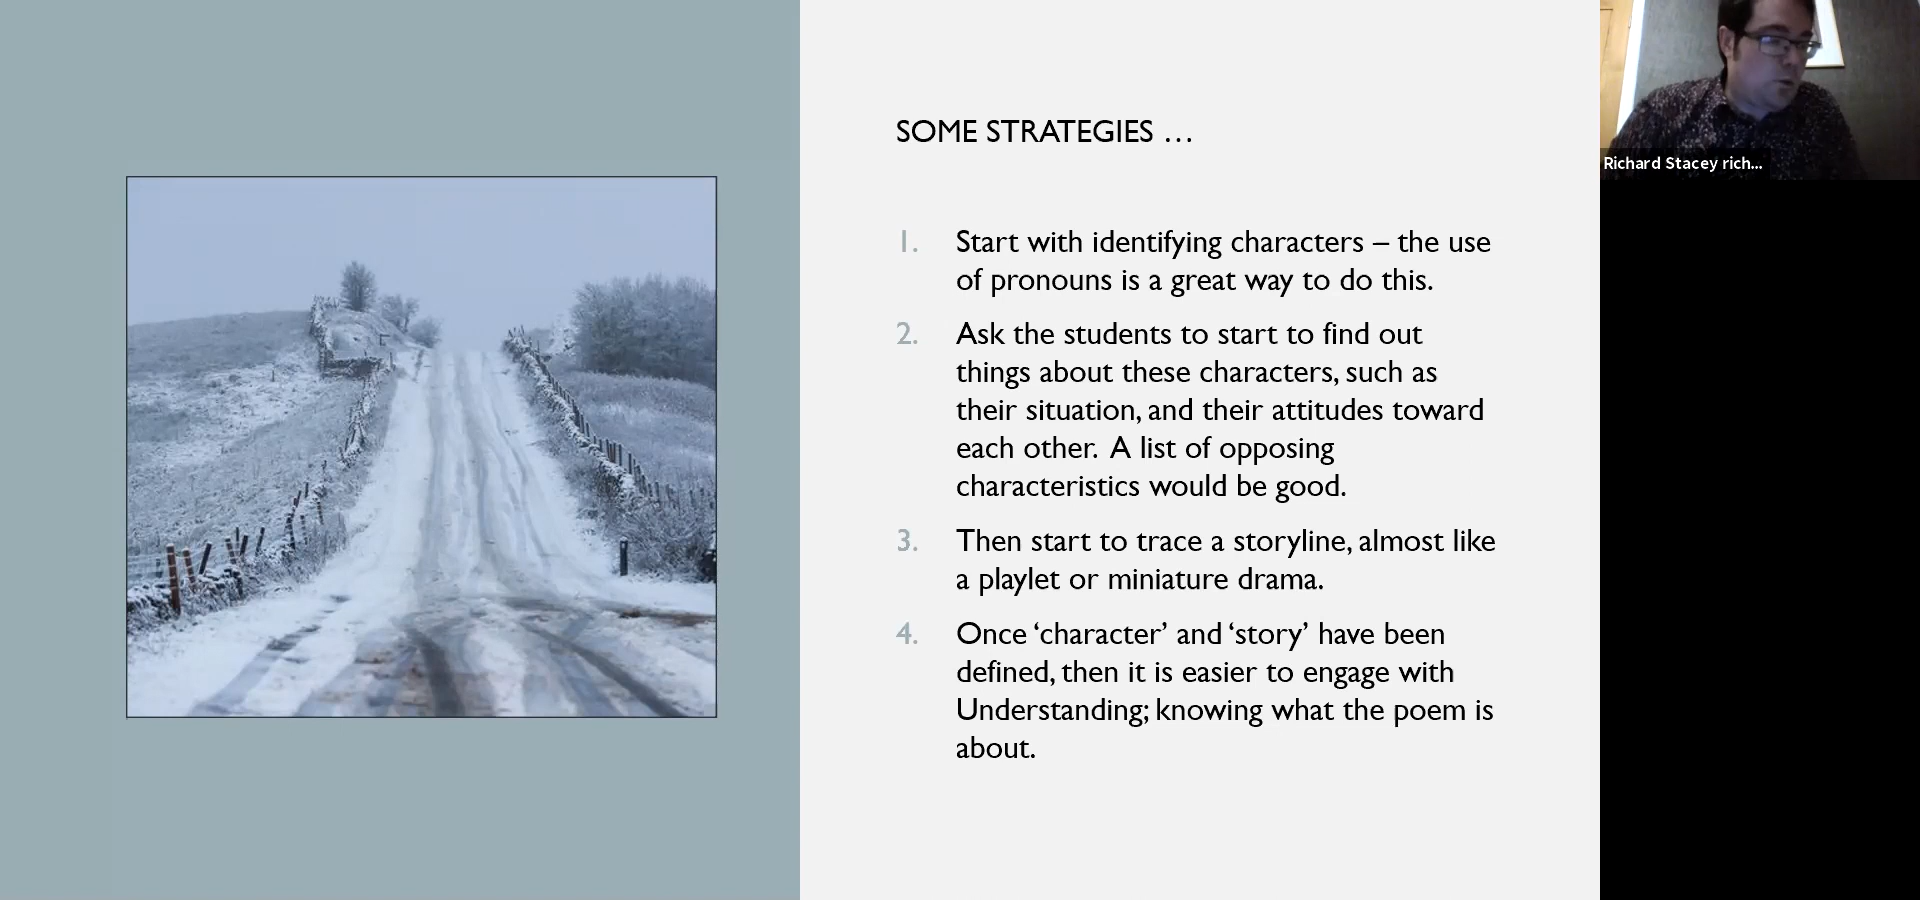 SOME STRATEGIES …
1. Start with identifying characters – the use
of pronouns is a great way to do this.
2. Ask the students to start to find out
things about these characters, such as
their situation, and their attitudes toward
each other.  A list of opposing
characteristics would be good.
3. Then start to trace a storyline, almost like
a playlet or miniature drama.
4. Once ‘character’ and ‘story’ have been
defined, then it is easier to engage with
Understanding; knowing what the poem is
about.
Richard Stacey rich...